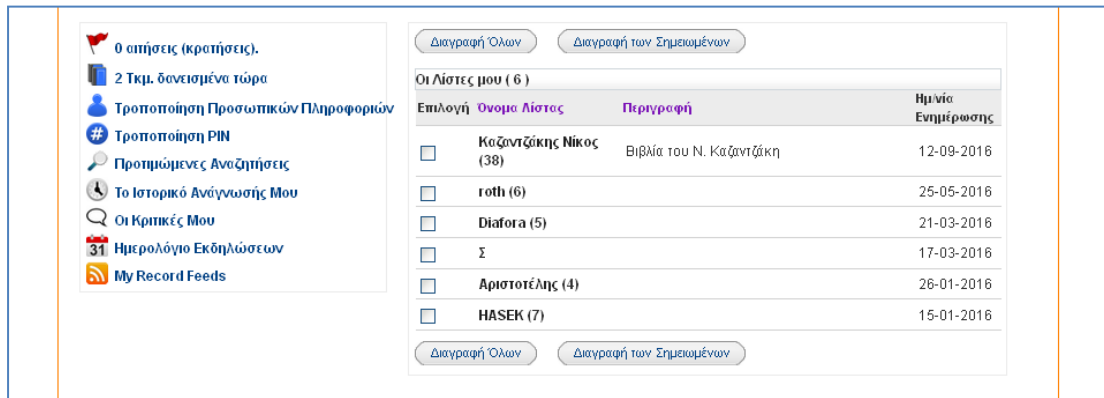 0 αιτήσεις (κρατήσεις).
2 Τκμ. δανεισμένα τώρα
Τροποποίηση Προσωπικών Πληροφοριών
Τροποποίηση PIN
Προτιμώμενες Αναζητήσεις
Το Ιστορικό Ανάγνωσής Μου
Οι Κριτικές Μου
31 Ημερολόγιο Εκδηλώσεων
My Record Feeds
Διαγραφή Όλων Διαγραφή των Σημειωμένων
Οι Λίστες μου ( 6 )
Επιλογή Όνομα Λίστας Περιγραφή Ημ/νία
Ενημέρωσης
Καζαντζάκης Νίκος
(38) Βιβλία του Ν. Καζαντζάκη 12-09-2016
roth (6) 25-05-2016
Diafora (5) 21-03-2016
Σ 17-03-2016
Αριστοτέλης (4) 26-01-2016
HASEK (7) 15-01-2016
Διαγραφή Όλων Διαγραφή των Σημειωμένων